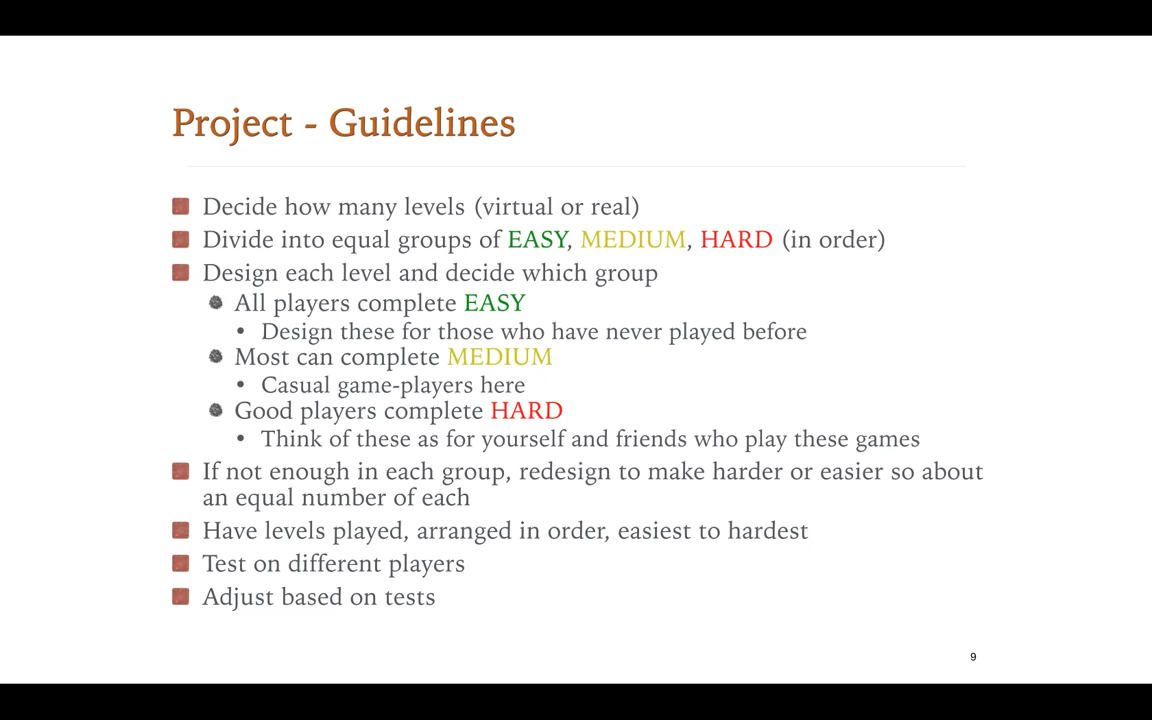 Project - Guidelines
Decide how many levels (virtual or real)
Divide into equal groups of EASY, MEDIUM, HARD (in order)
Design each level and decide which group
All players complete EASY
• Design these for those who have never played before
Most can complete MEDIUM
• Casual game-players here
Good players complete HARD
• Think of these as for yourself and friends who play these games
If not enough in each group, redesign to make harder or easier so about
an equal number of each
Have levels played, arranged in order, easiest to hardest
Test on different players
Adjust based on tests
9